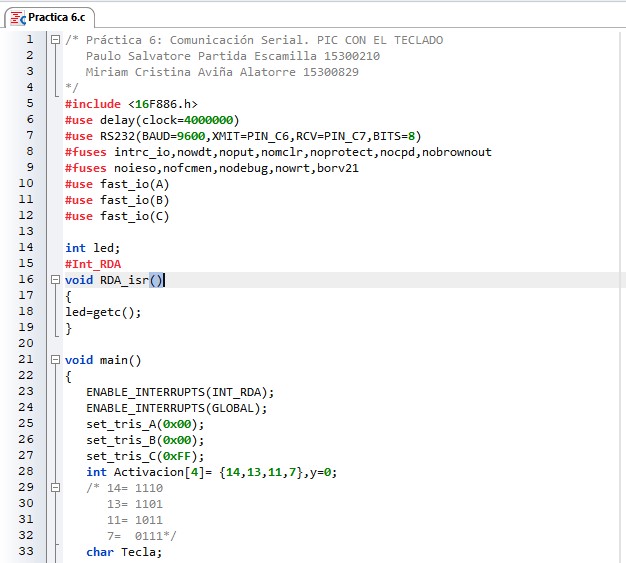 Practica 6.c
1 /* Práctica 6: Comunicación Serial. PIC CON EL TECLADO
2 Paulo Salvatore Partida Escamilla 15300210
3 Miriam Cristina Aviña Alatorre 15300829
4 */
5 #include <16F886.h>
6 #use delay(clock=4000000)
7 #use RS232(BAUD=9600,XMIT=PIN_C6,RCV=PIN_C7,BITS=8)
8 #fuses intrc_io,nowdt,noput,nomclr,noprotect,nocpd,nobrownout
9 #fuses noieso,nofcmen,nodebug,nowrt,borv21
10 #use fast_io(A)
11 #use fast_io(B)
12 #use fast_io(C)
13
14 int led;
15 #Int_RDA
16 void RDA_isr()
17 {
18 led=getc();
19 }
20
21 void main()
22 {
23 ENABLE_INTERRUPTS(INT_RDA);
24 ENABLE_INTERRUPTS(GLOBAL);
25 set_tris_A(0x00);
26 set_tris_B(0x00);
27 set_tris_C(0xFF);
28 int Activacion[4]= {14,13,11,7},y=0;
29 /* 14= 1110
30 13= 1101
31 11= 1011
32 7= 0111*/
33 char Tecla;